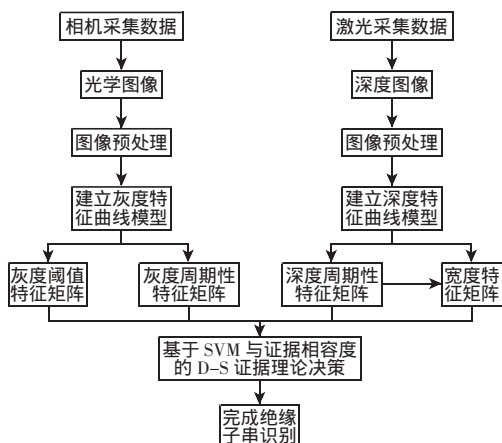 相机采集数据
激光采集数据
光学图像
深度图像
图像预处理
图像预处理
建立灰度特
征曲线模型
建立深度特
征曲线模型
灰度阈值
特征矩阵
灰度周期性
特征矩阵
深度周期性
特征矩阵
宽度特
征矩阵
基于 SVM 与证据相容度
的 D–S 证据理论决策
完成绝缘
子串识别